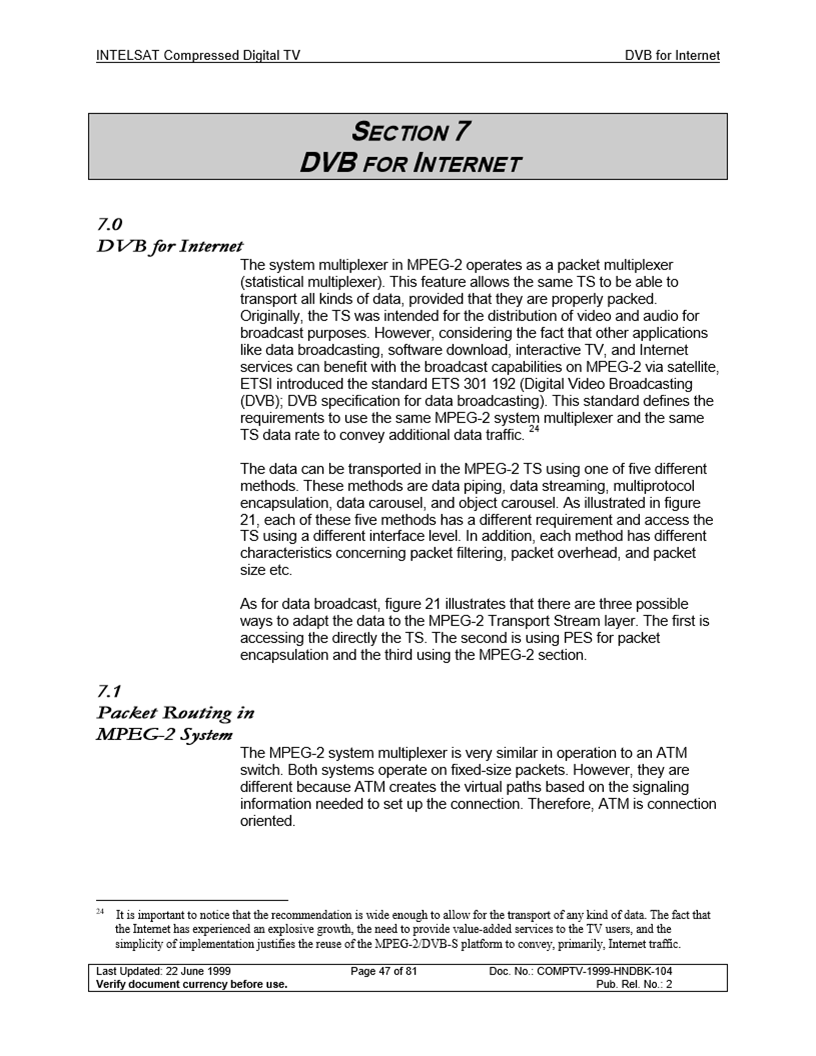 INTELSAT Compressed Digital TV DVB for Internet
SECTION 7
DVB FOR INTERNET
7.0
DVB for Internet
The system multiplexer in MPEG-2 operates as a packet multiplexer
(statistical multiplexer). This feature allows the same TS to be able to
transport all kinds of data, provided that they are properly packed.
Originally, the TS was intended for the distribution of video and audio for
broadcast purposes. However, considering the fact that other applications
like data broadcasting, software download, interactive TV, and Internet
services can benefit with the broadcast capabilities on MPEG-2 via satellite,
ETSI introduced the standard ETS 301 192 (Digital Video Broadcasting
(DVB); DVB specification for data broadcasting). This standard defines the
requirements to use the same MPEG-2 system multiplexer and the same
TS data rate to convey additional data traffic. 24
The data can be transported in the MPEG-2 TS using one of five different
methods. These methods are data piping, data streaming, multiprotocol
encapsulation, data carousel, and object carousel. As illustrated in figure
21, each of these five methods has a different requirement and access the
TS using a different interface level. In addition, each method has different
characteristics concerning packet filtering, packet overhead, and packet
size etc.
As for data broadcast, figure 21 illustrates that there are three possible
ways to adapt the data to the MPEG-2 Transport Stream layer. The first is
accessing the directly the TS. The second is using PES for packet
encapsulation and the third using the MPEG-2 section.
7.1
Packet Routing in
MPEG-2 System
The MPEG-2 system multiplexer is very similar in operation to an ATM
switch. Both systems operate on fixed-size packets. However, they are
different because ATM creates the virtual paths based on the signaling
information needed to set up the connection. Therefore, ATM is connection
oriented.
24 It is important to notice that the recommendation is wide enough to allow for the transport of any kind of data. The fact that
the Internet has experienced an explosive growth, the need to provide value-added services to the TV users, and the
simplicity of implementation justifies the reuse of the MPEG-2/DVB-S platform to convey, primarily, Internet traffic.
Last Updated: 22 June 1999 Page 47 of 81 Doc. No.: COMPTV-1999-HNDBK-104
Verify document currency before use. Pub. Rel. No.: 2